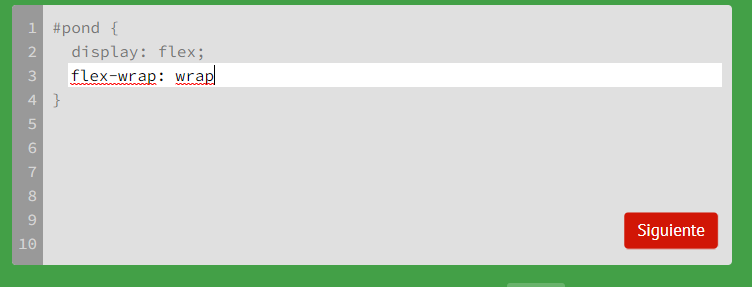 1 #pond {
2 display: flex;
3 flex-wrap: wrap
4 }
5
6
7
8
9
10
Siguiente